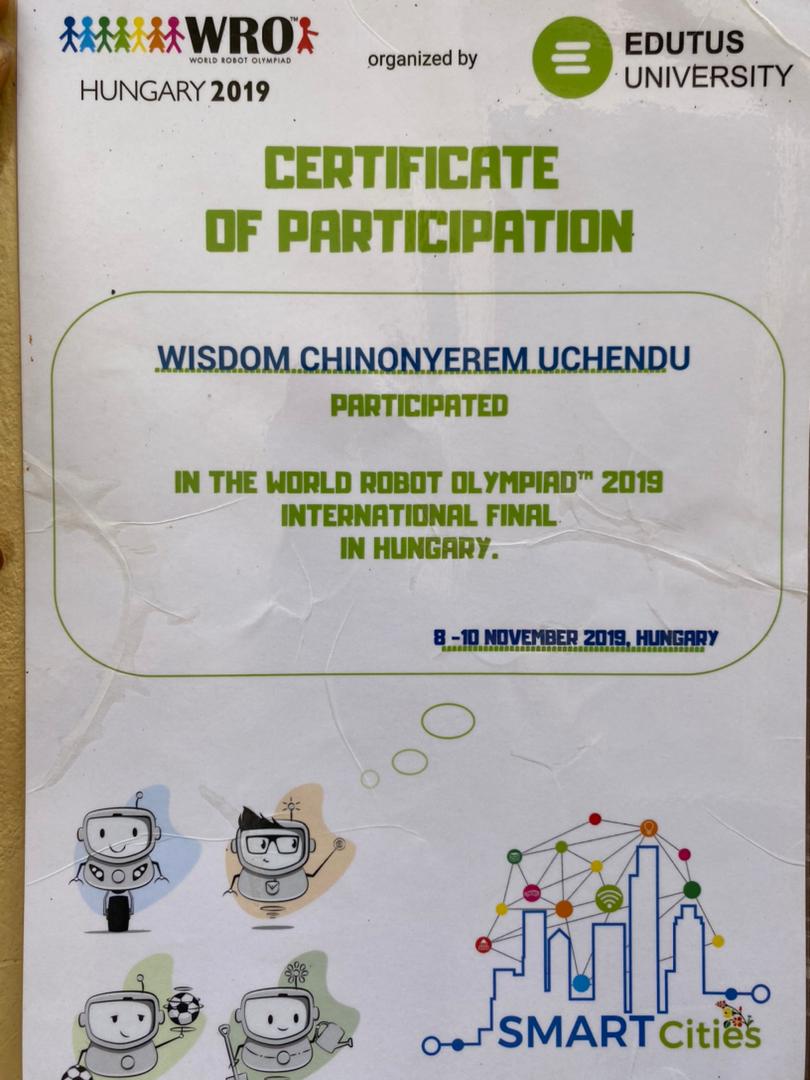 WRO™
WORLD ROBOT OLYMPIAD
HUNGARY 2019
organized by
EDUTUS
UNIVERSITY
CERTIFICATE
OF PARTICIPATION
WISDOM CHINONYEREM UCHENDU
PARTICIPATED
IN THE WORLD ROBOT OLYMPIAD™ 2019
INTERNATIONAL FINAL
IN HUNGARY.
8 -10 NOVEMBER 2019, HUNGARY
SMART Cities